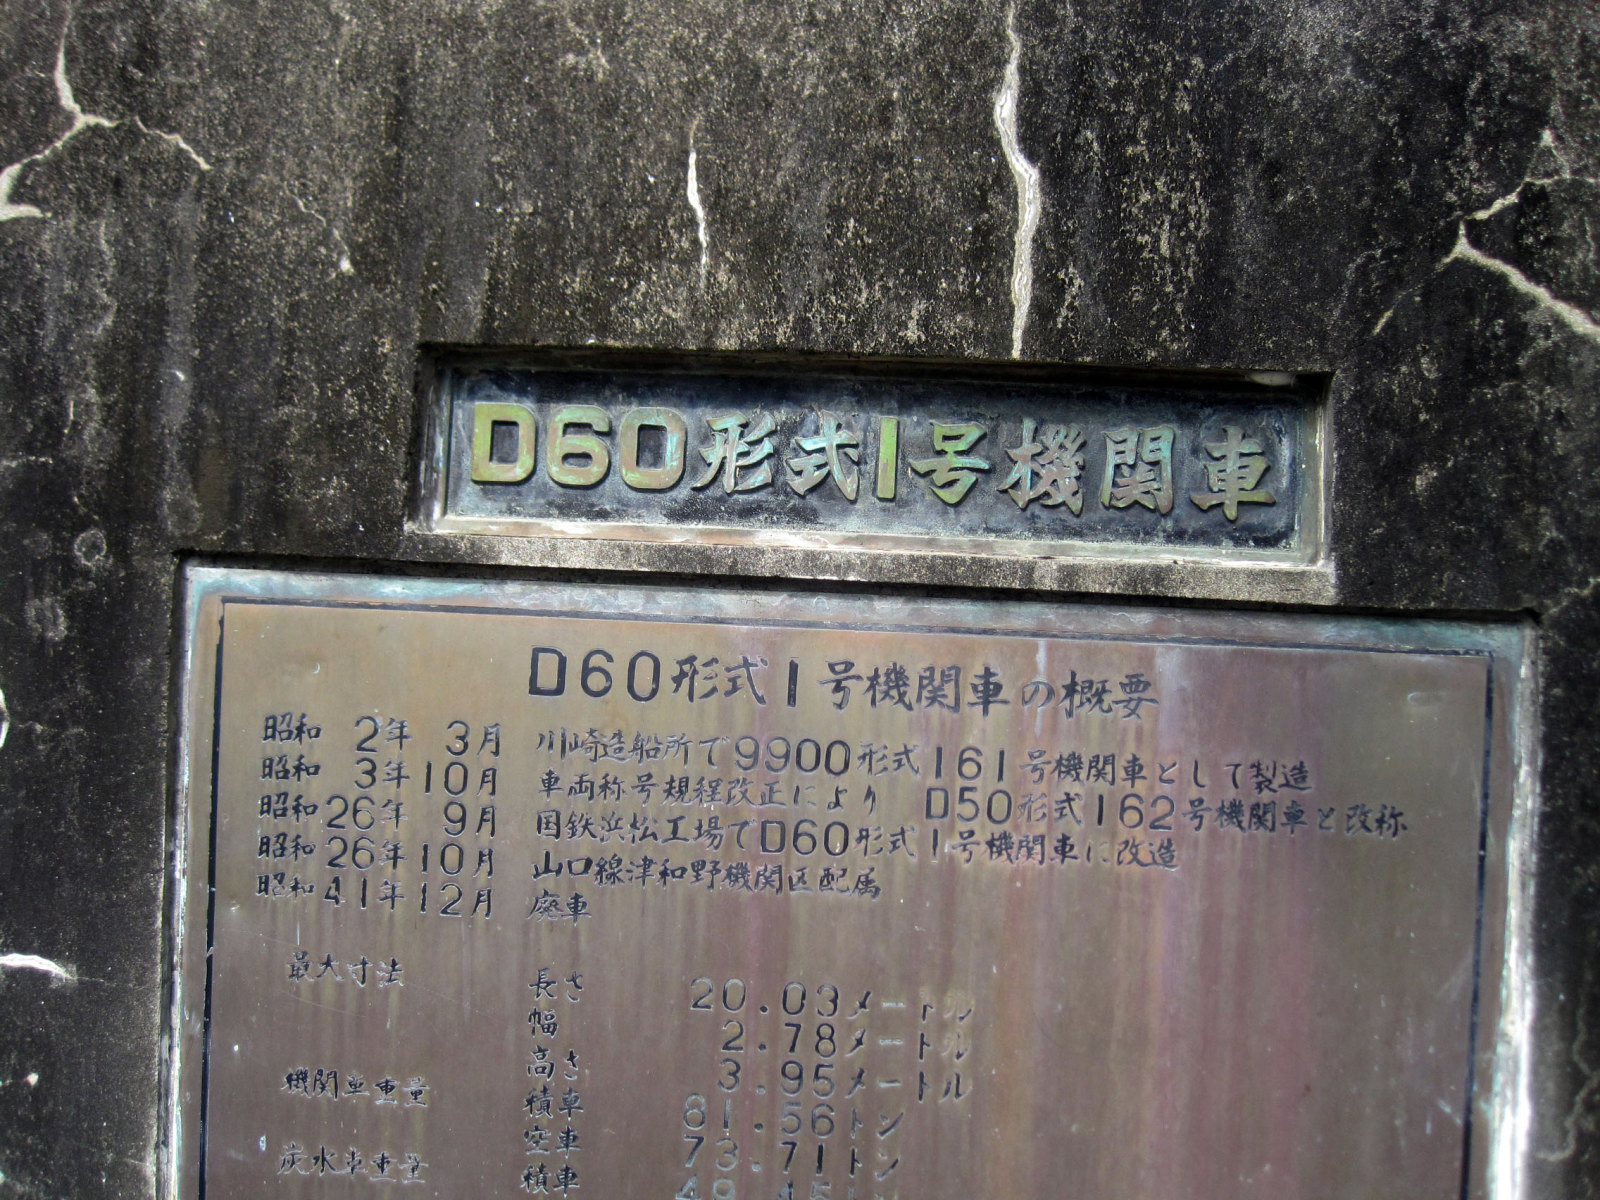 D60形式1号機関車
D60形式1号機関車の概要
昭和 2年 3月 川崎造船所で9900形式161号機関車として製造
昭和 3年10月 車両称号規程改正により D50形式162号機関車と改称
昭和26年 9月 国鉄浜松工場でD60形式1号機関車に改造
昭和26年10月 山口線津和野機関区配属
昭和41年12月 廃車
最大寸法 長さ 20.03メートル
幅 2.78メートル
高さ 3.95メートル
機関車重量 積車 81.56トン
空車 73.71トン
炭水車重量 積車